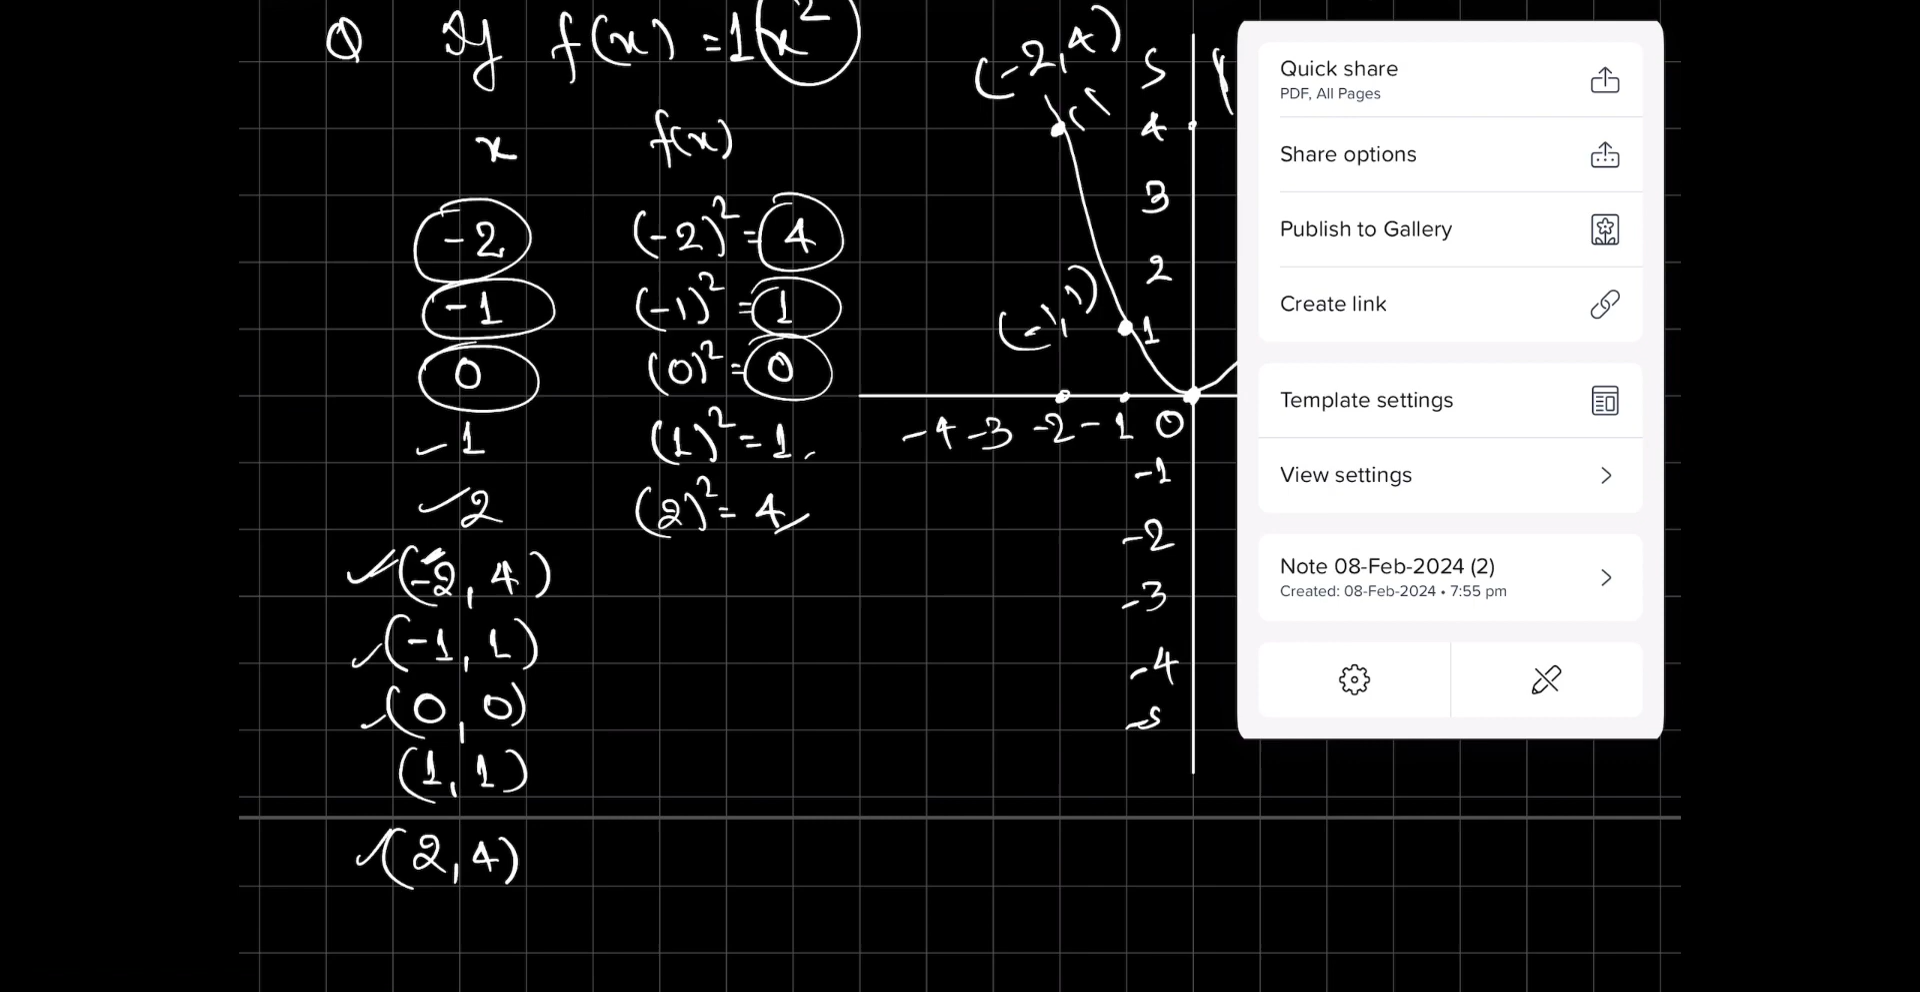 Q If f(x) = 1x²
x f(x)
-2 (-2)² = 4
-1 (-1)² = 1
0 (0)² = 0
1 (1)² = 1
2 (2)² = 4
(-2, 4)
(-1, 1)
(0, 0)
(1, 1)
(2, 4)
(-2, 4)
5
4
3
2
(-1, 1)
1
-4 -3 -2 -1 0
-1
-2
-3
-4
-5
Quick share
PDF, All Pages
Share options
Publish to Gallery
Create link
Template settings
View settings
Note 08-Feb-2024 (2)
Created: 08-Feb-2024 • 7:55 pm